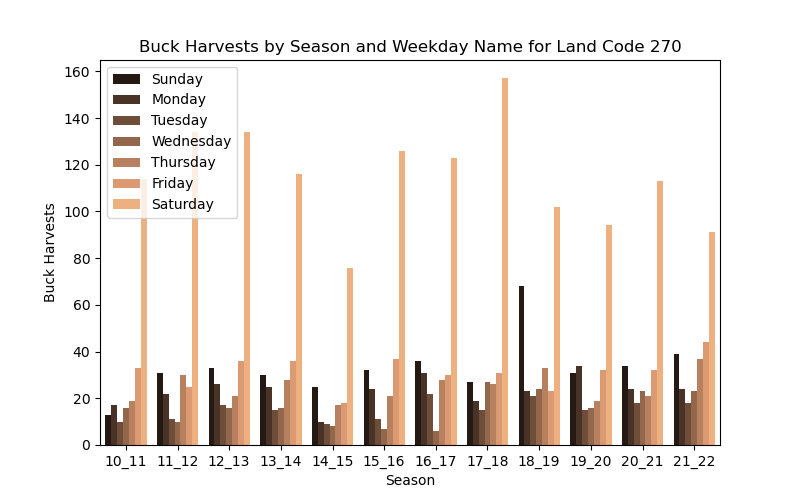 Buck Harvests by Season and Weekday Name for Land Code 270
Buck Harvests
160
140
120
100
80
60
40
20
0
Sunday
Monday
Tuesday
Wednesday
Thursday
Friday
Saturday
10_11 11_12 12_13 13_14 14_15 15_16 16_17 17_18 18_19 19_20 20_21 21_22
Season